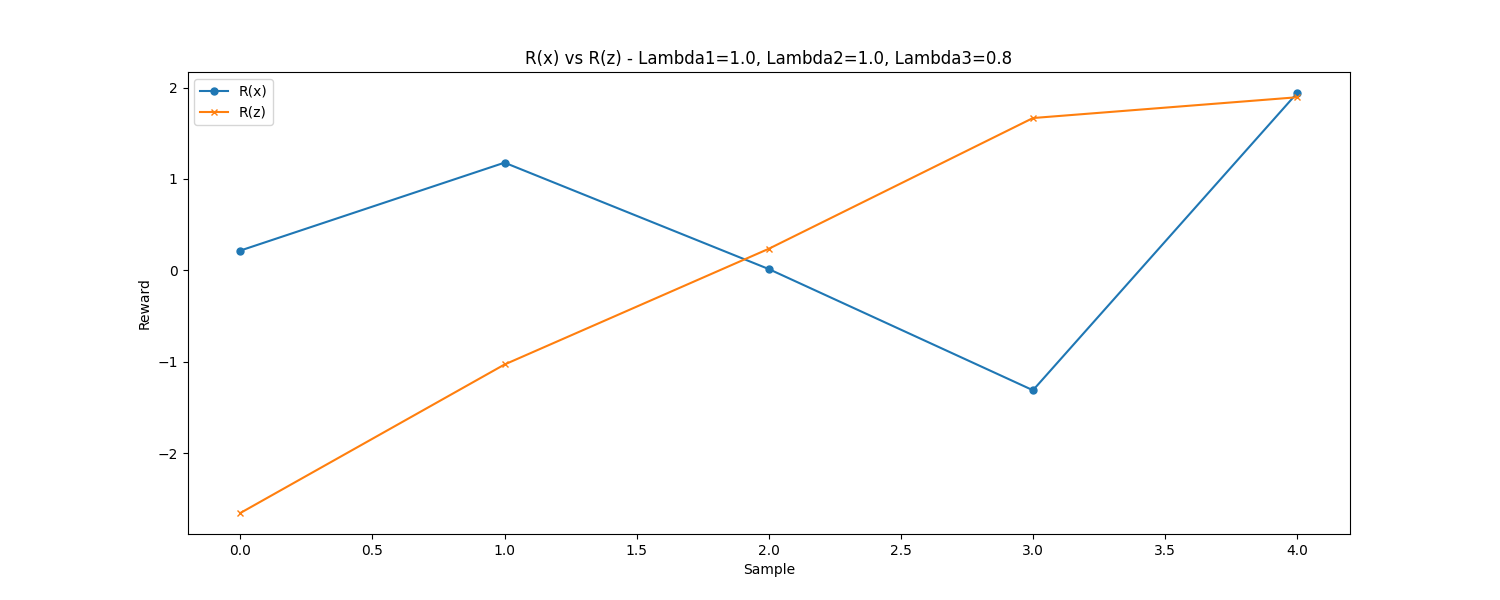 R(x) vs R(z) - Lambda1=1.0, Lambda2=1.0, Lambda3=0.8
R(x)
R(z)
2
1
0
−1
−2
Reward
0.0 0.5 1.0 1.5 2.0 2.5 3.0 3.5 4.0
Sample